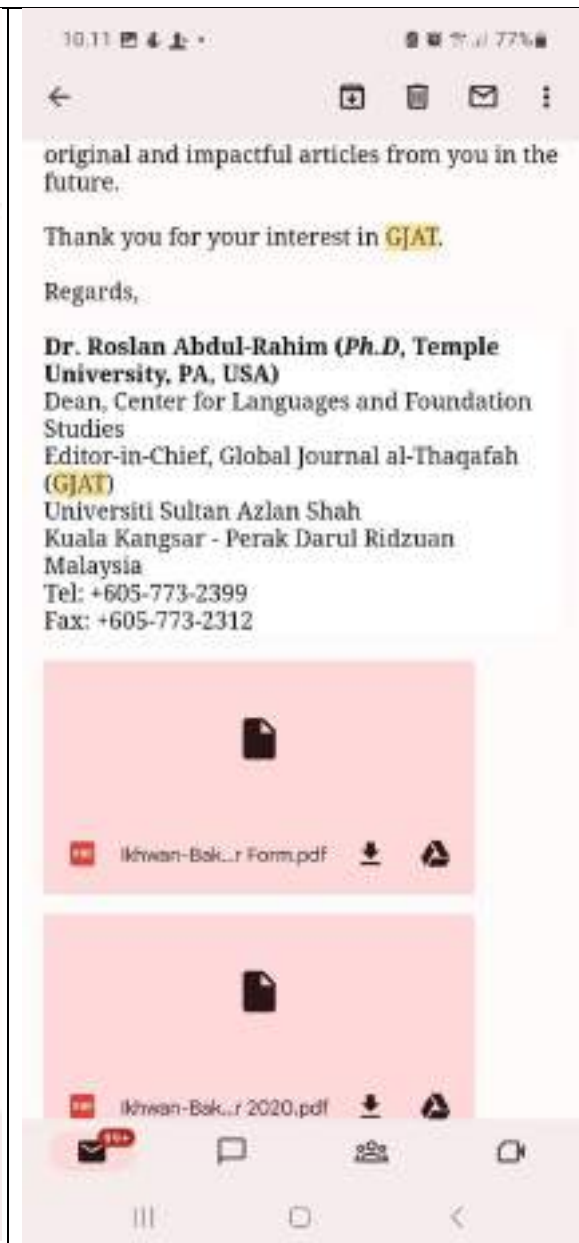 10.11
77%
original and impactful articles from you in the
future.
Thank you for your interest in GJAT.
Regards,
Dr. Roslan Abdul-Rahim (Ph.D, Temple
University, PA, USA)
Dean, Center for Languages and Foundation
Studies
Editor-in-Chief, Global Journal al-Thaqafah
(GJAT)
Universiti Sultan Azlan Shah
Kuala Kangsar - Perak Darul Ridzuan
Malaysia
Tel: +605-773-2399
Fax: +605-773-2312
Ikhwan-Bak...r Form.pdf
Ikhwan-Bak...r 2020.pdf
99+